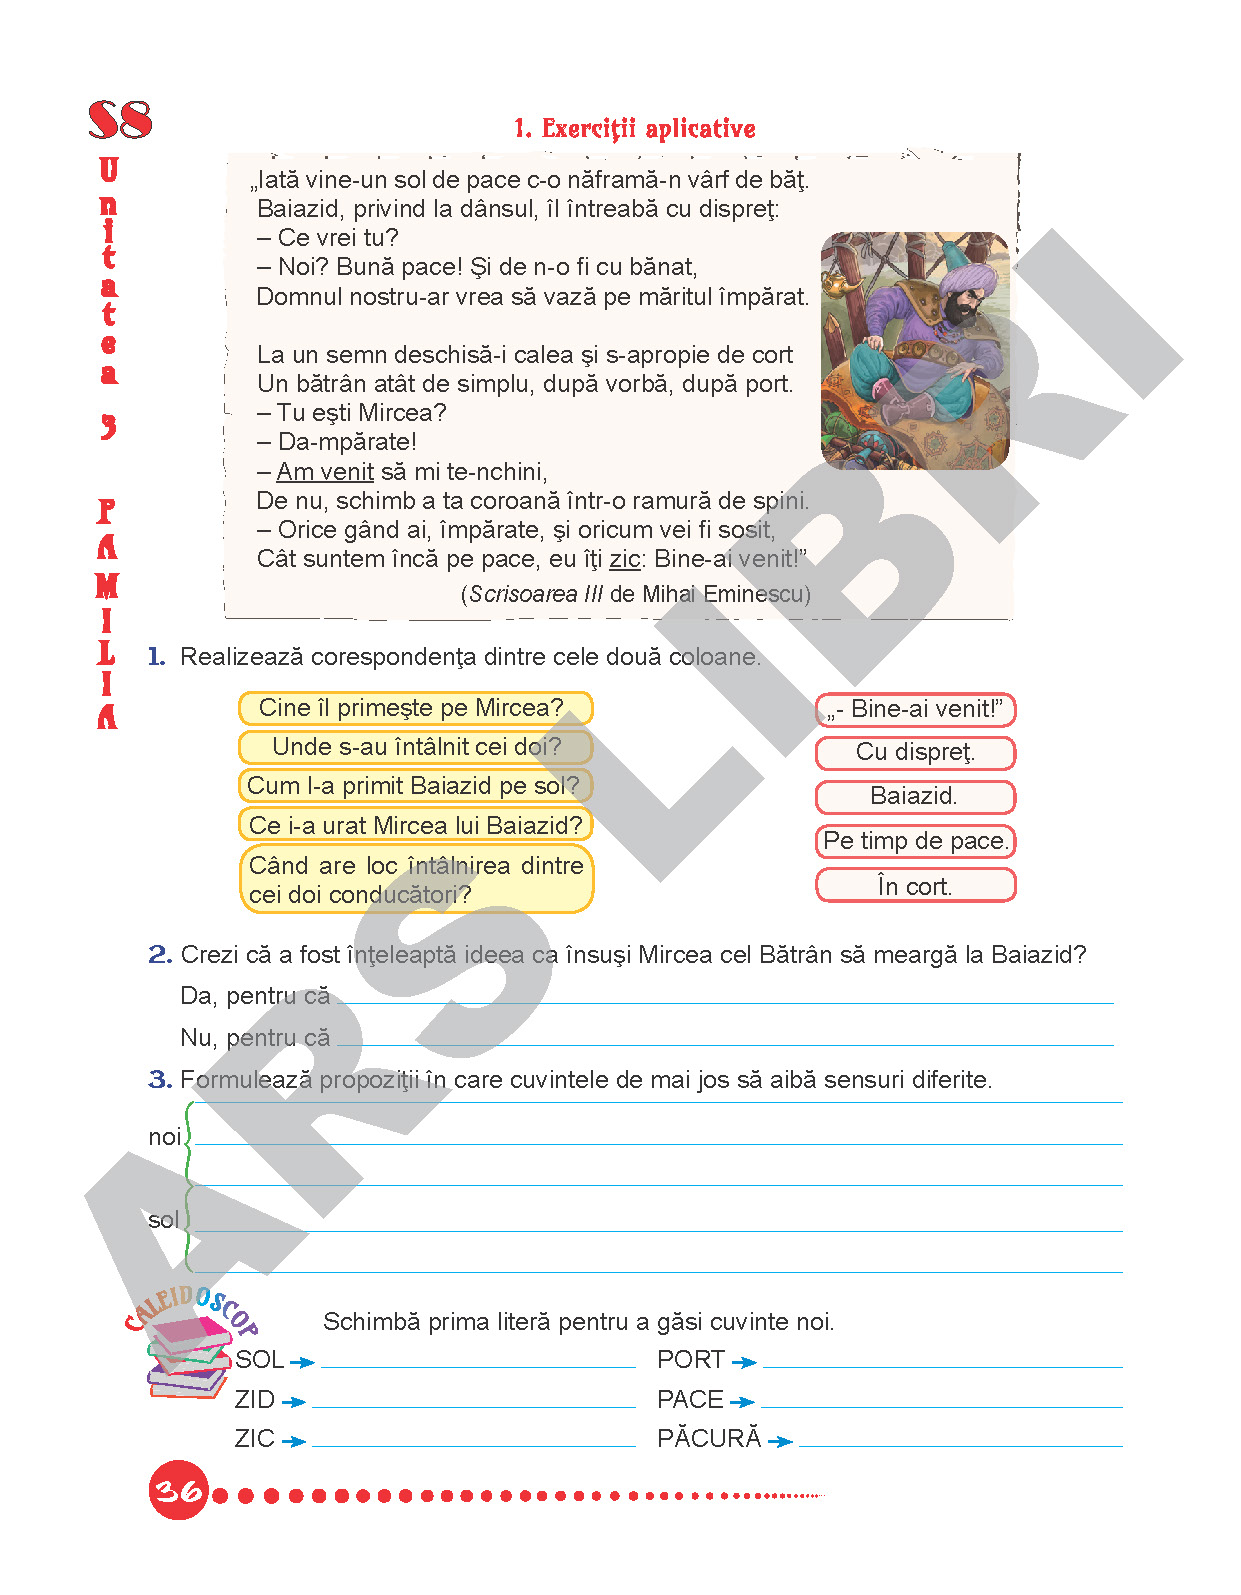 S8
Unitatea 3
FAMILIA
1. Exerciţii aplicative
„Iată vine-un sol de pace c-o năframă-n vârf de băţ.
Baiazid, privind la dânsul, îl întreabă cu dispreţ:
– Ce vrei tu?
– Noi? Bună pace! Şi de n-o fi cu bănat,
Domnul nostru-ar vrea să vază pe măritul împărat.
La un semn deschisă-i calea şi s-apropie de cort
Un bătrân atât de simplu, după vorbă, după port.
– Tu eşti Mircea?
– Da-mpărate!
– Am venit să mi te-nchini,
De nu, schimb a ta coroană într-o ramură de spini.
– Orice gând ai, împărate, şi oricum vei fi sosit,
Cât suntem încă pe pace, eu îţi zic: Bine-ai venit!”
(Scrisoarea III de Mihai Eminescu)
1. Realizează corespondenţa dintre cele două coloane.
Cine îl primeşte pe Mircea?
Unde s-au întâlnit cei doi?
Cum l-a primit Baiazid pe sol?
Ce i-a urat Mircea lui Baiazid?
Când are loc întâlnirea dintre
cei doi conducători?
„- Bine-ai venit!”
Cu dispreţ.
Baiazid.
Pe timp de pace.
În cort.
2. Crezi că a fost înţeleaptă ideea ca însuşi Mircea cel Bătrân să meargă la Baiazid?
Da, pentru că
Nu, pentru că
3. Formulează propoziţii în care cuvintele de mai jos să aibă sensuri diferite.
noi
sol
CALEIDOSCOP
Schimbă prima literă pentru a găsi cuvinte noi.
SOL
PORT
ZID
PACE
ZIC
PĂCURĂ
36
ARS LIBRI